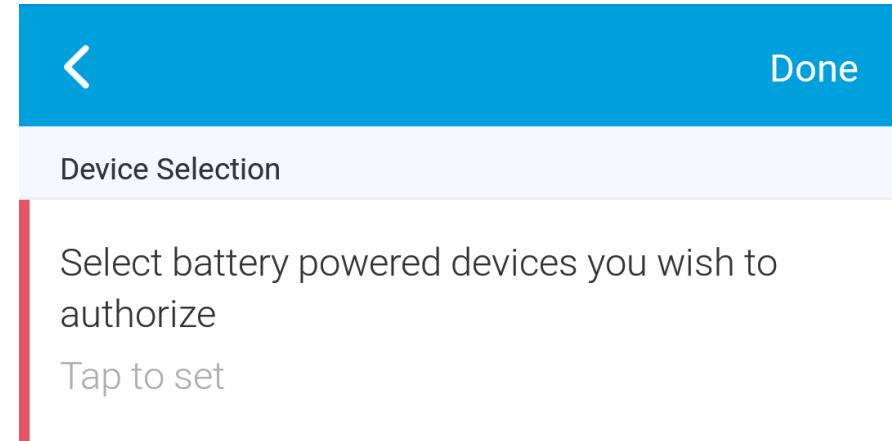 Done
Device Selection
Select battery powered devices you wish to
authorize
Tap to set